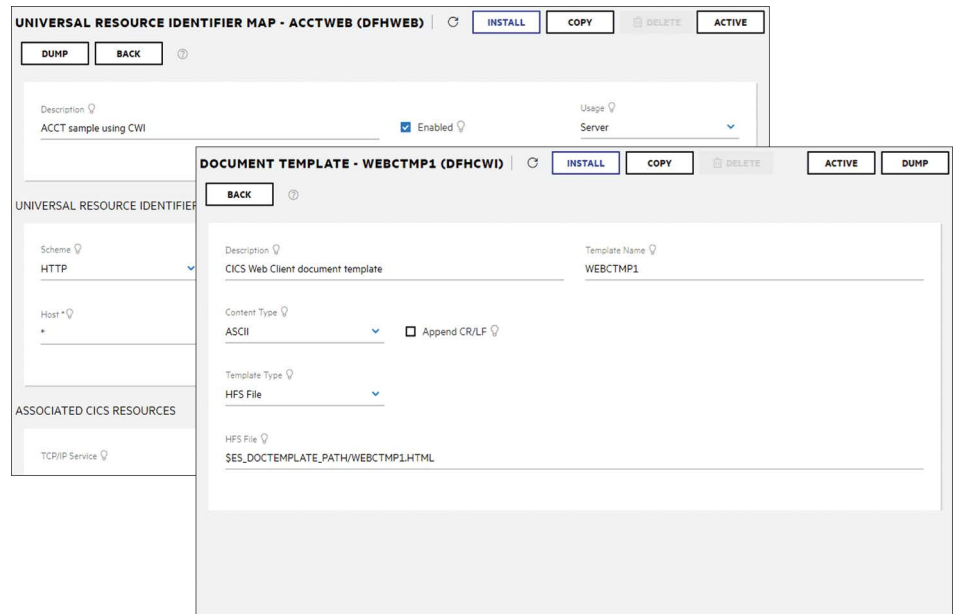 UNIVERSAL RESOURCE IDENTIFIER MAP - ACCTWEB (DFHWEB) INSTALL COPY DELETE ACTIVE
DUMP BACK
Description
Usage
ACCT sample using CWI
Enabled
Server
UNIVERSAL RESOURCE IDENTIFIER
Scheme
HTTP
Host *
*
ASSOCIATED CICS RESOURCES
TCP/IP Service
DOCUMENT TEMPLATE - WEBCTMP1 (DFHCWI) INSTALL COPY DELETE ACTIVE DUMP
BACK
Description
Template Name
CICS Web Client document template
WEBCTMP1
Content Type
ASCII
Append CR/LF
Template Type
HFS File
HFS File
$ES_DOCTEMPLATE_PATH/WEBCTMP1.HTML